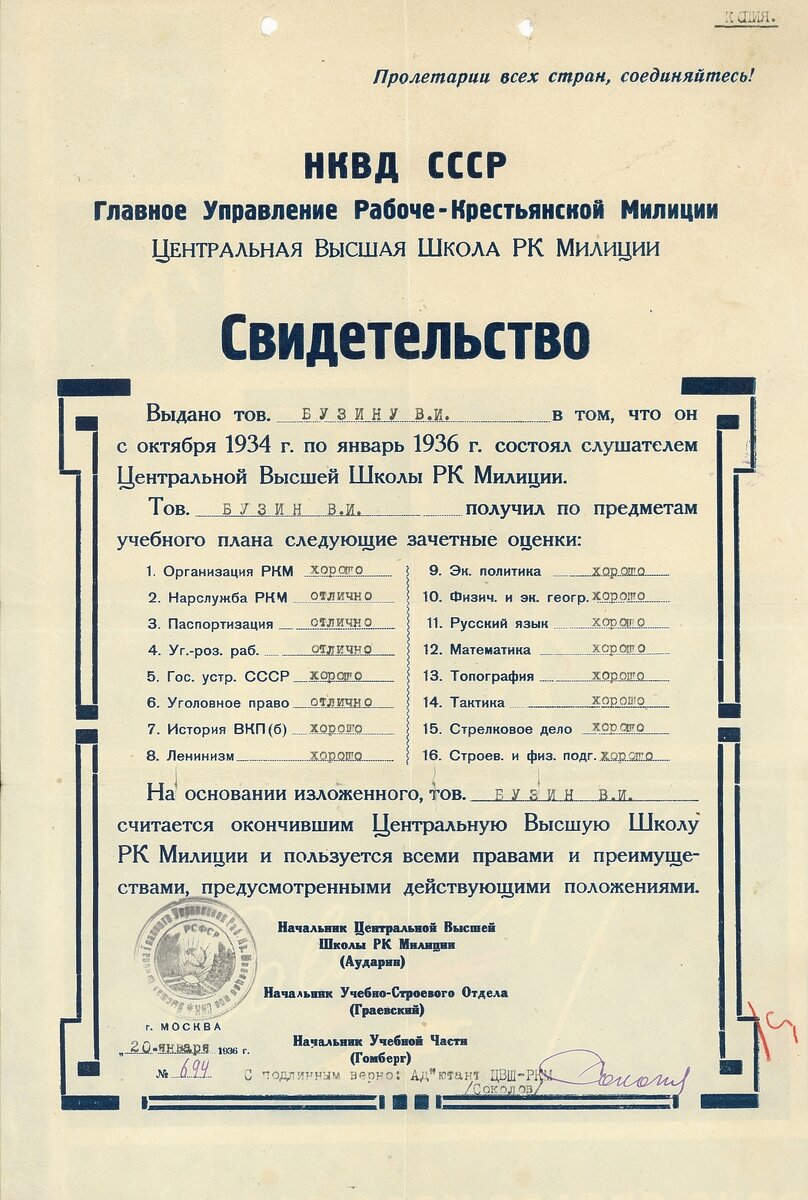 КОПИЯ.
Пролетарии всех стран, соединяйтесь!
НКВД СССР
Главное Управление Рабоче-Крестьянской Милиции
Центральная Высшая Школа РК Милиции
Свидетельство
Выдано тов. БУЗИНУ В.И. в том, что он
с октября 1934 г. по январь 1936 г. состоял слушателем
Центральной Высшей Школы РК Милиции.
Тов. БУЗИН В.И. получил по предметам
учебного плана следующие зачетные оценки:
1. Организация РКМ хорошо
2. Нарслужба РКМ отлично
3. Паспортизация отлично
4. Уг.-роз. раб. отлично
5. Гос. устр. СССР хорошо
6. Уголовное право отлично
7. История ВКП(б) хорошо
8. Ленинизм хорошо
9. Эк. политика хорошо
10. Физич. и эк. геогр. хорошо
11. Русский язык хорошо
12. Математика хорошо
13. Топография хорошо
14. Тактика хорошо
15. Стрелковое дело хорошо
16. Строев. и физ. подг. хорошо
На основании изложенного, тов. БУЗИН В.И.
считается окончившим Центральную Высшую Школу
РК Милиции и пользуется всеми правами и преимуще-
ствами, предусмотренными действующими положениями.
РСФСР
Начальник Центральной Высшей
Школы РК Милиции
(Аударин)
Начальник Учебно-Строевого Отдела
(Граевский)
Начальник Учебной Части
(Гомберг)
г. МОСКВА
„20 января 1936 г.
№ 694
С подлинным верно: Ад"ютант ЦВШ-РКМ
/Соколов/